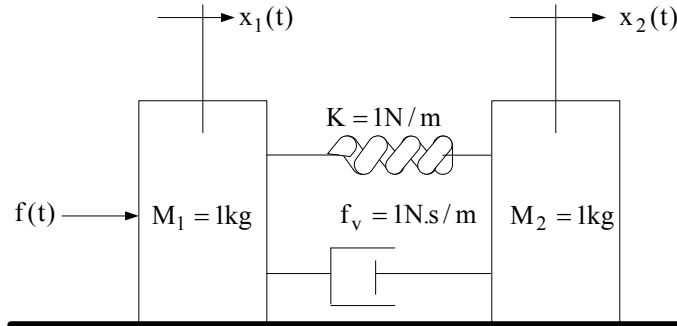 x₁(t)
x₂(t)
K = 1N / m
f(t)
M₁ = 1kg
f_v = 1N.s / m
M₂ = 1kg